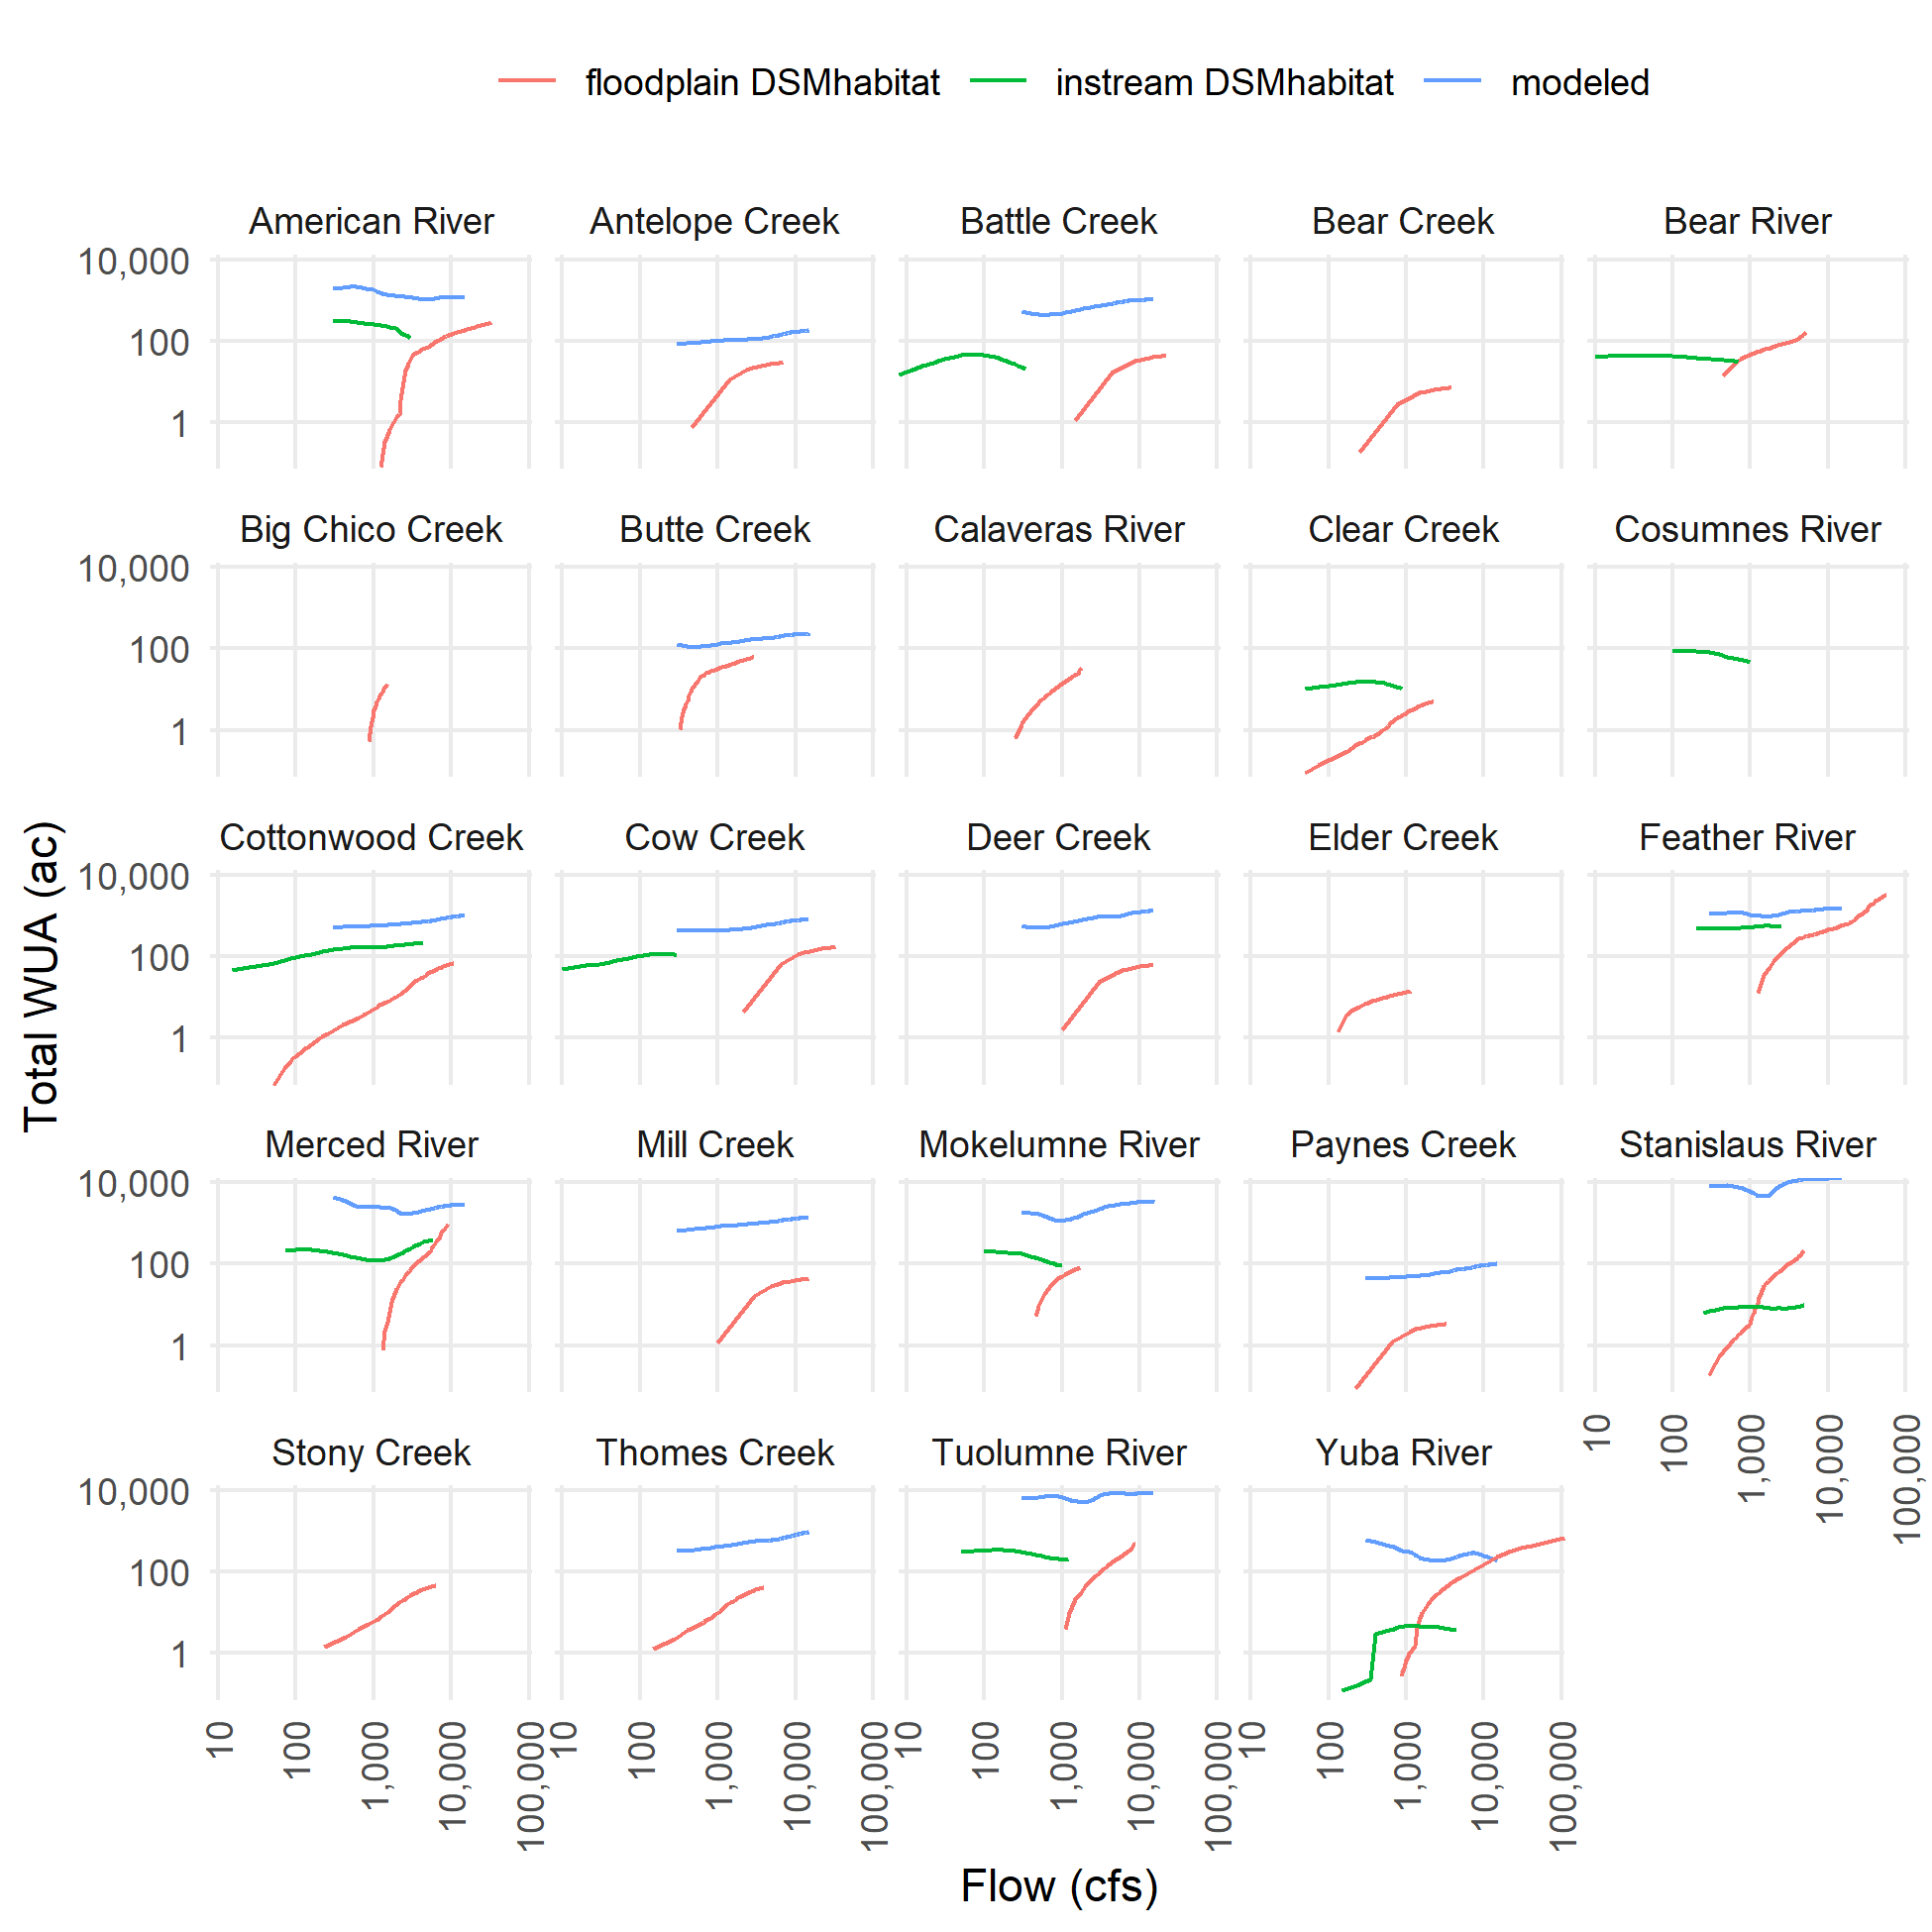 floodplain DSMhabitat instream DSMhabitat modeled
American River Antelope Creek Battle Creek Bear Creek Bear River
10,000
100
1
Big Chico Creek Butte Creek Calaveras River Clear Creek Cosumnes River
10,000
100
1
Cottonwood Creek Cow Creek Deer Creek Elder Creek Feather River
10,000
100
1
Total WUA (ac)
Merced River Mill Creek Mokelumne River Paynes Creek Stanislaus River
10,000
100
1
10 100 1,000 10,000 100,000
Stony Creek Thomes Creek Tuolumne River Yuba River
10,000
100
1
10 100 1,000 10,000 100,000 10 100 1,000 10,000 100,000 10 100 1,000 10,000 100,000 10 100 1,000 10,000 100,000
Flow (cfs)